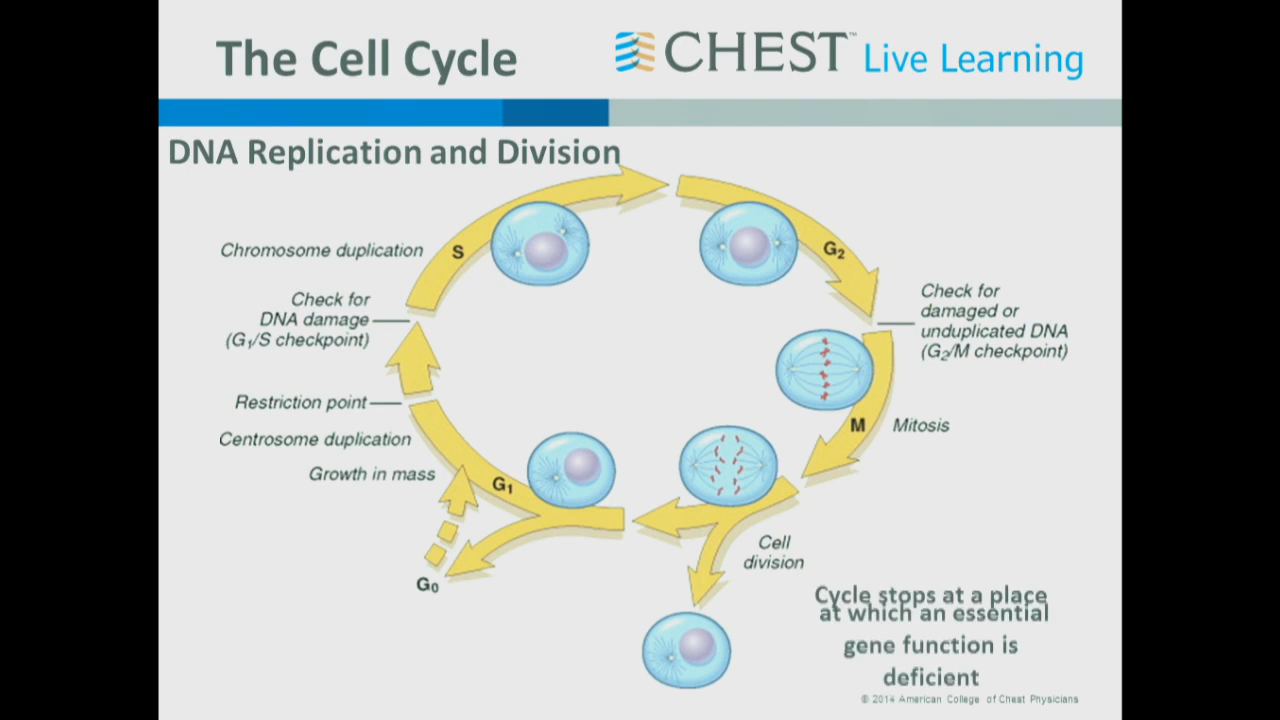 The Cell Cycle
CHEST™ Live Learning
DNA Replication and Division
Chromosome duplication
S
G2
Check for
DNA damage
(G1/S checkpoint)
Check for
damaged or
unduplicated DNA
(G2/M checkpoint)
Restriction point
Centrosome duplication
Growth in mass
M
Mitosis
G1
G0
Cell
division
Cycle stops at a place
at which an essential
gene function is
deficient
© 2014 American College of Chest Physicians